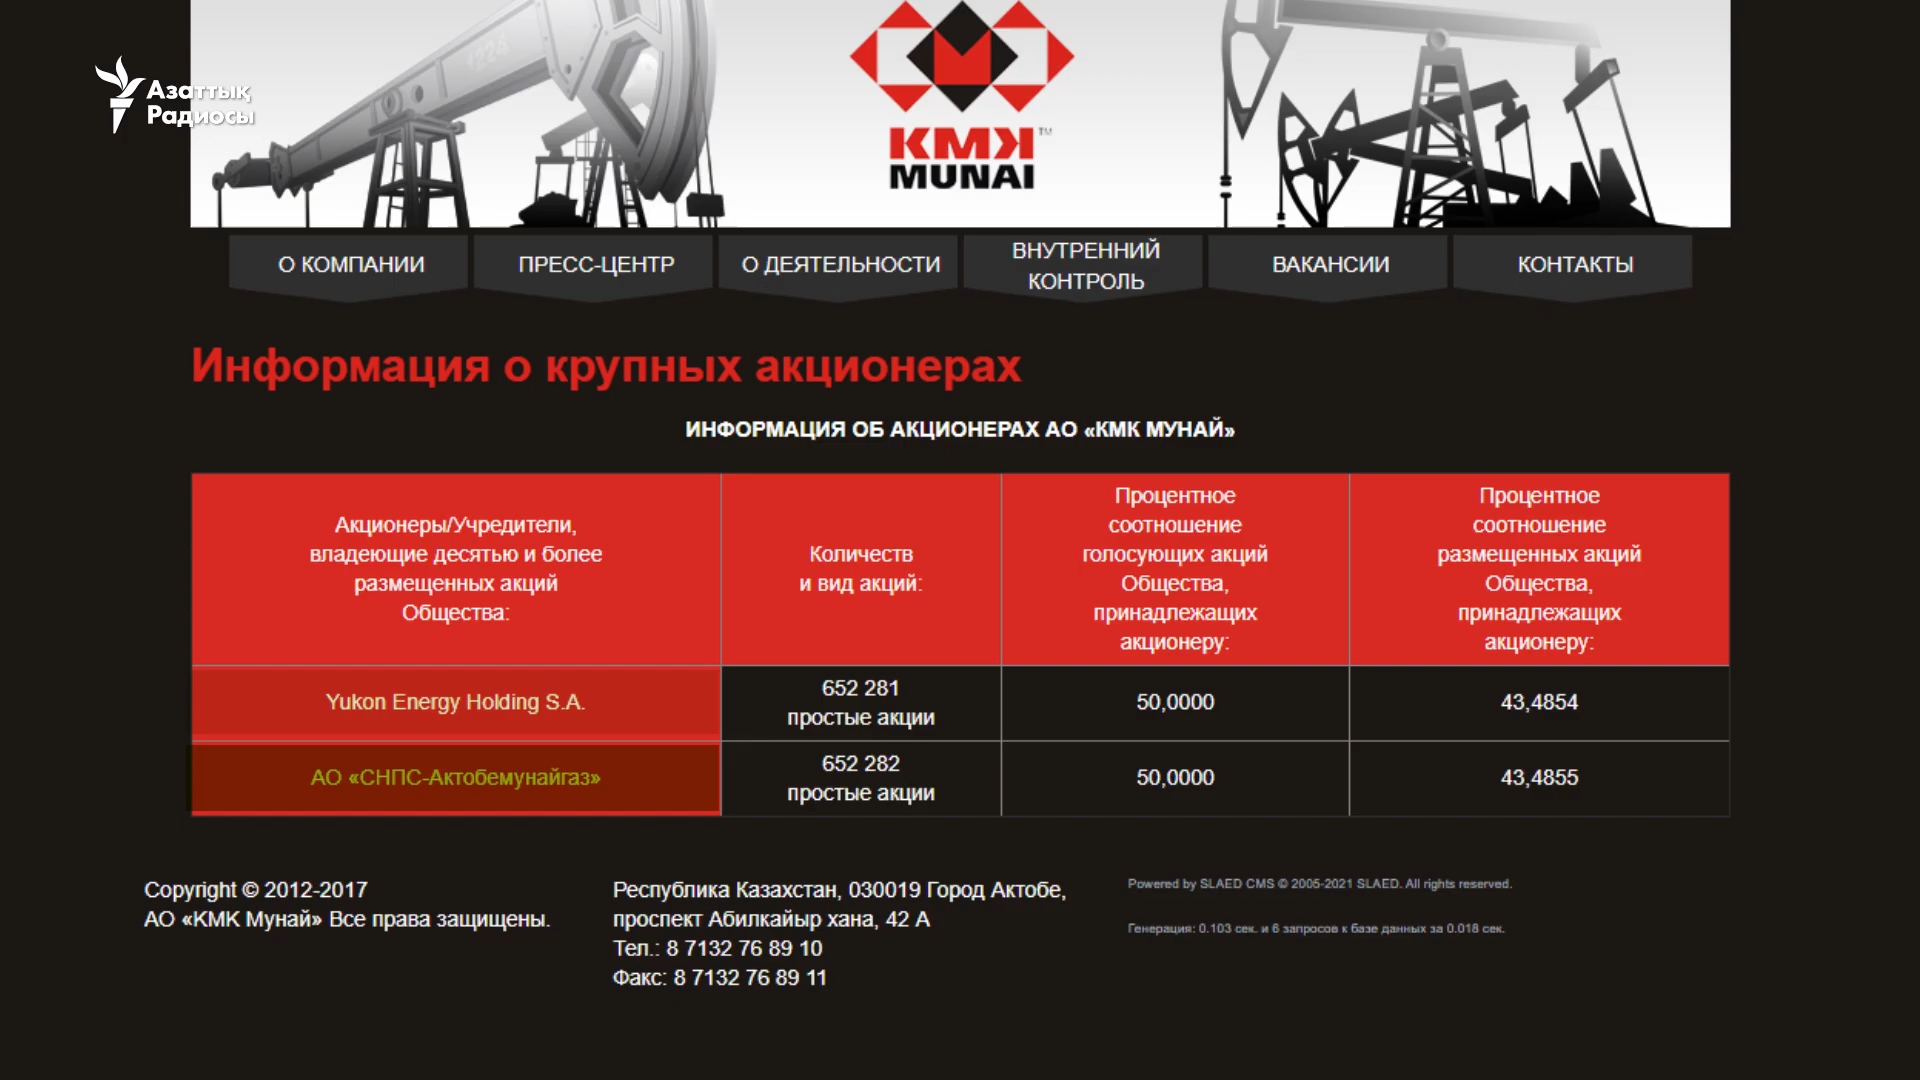 1224
Азаттық
Радиосы
КМК™
MUNAI
О КОМПАНИИ
ПРЕСС-ЦЕНТР
О ДЕЯТЕЛЬНОСТИ
ВНУТРЕННИЙ
КОНТРОЛЬ
ВАКАНСИИ
КОНТАКТЫ
Информация о крупных акционерах
ИНФОРМАЦИЯ ОБ АКЦИОНЕРАХ АО «КМК МУНАЙ»
Акционеры/Учредители,
владеющие десятью и более
размещенных акций
Общества:
Количеств
и вид акций:
Процентное
соотношение
голосующих акций
Общества,
принадлежащих
акционеру:
Процентное
соотношение
размещенных акций
Общества,
принадлежащих
акционеру:
Yukon Energy Holding S.A.
652 281
простые акции
50,0000
43,4854
АО «СНПС-Актобемунайгаз»
652 282
простые акции
50,0000
43,4855
Copyright © 2012-2017
АО «КМК Мунай» Все права защищены.
Республика Казахстан, 030019 Город Актобе,
проспект Абилкайыр хана, 42 А
Тел.: 8 7132 76 89 10
Факс: 8 7132 76 89 11
Powered by SLAED CMS © 2005-2021 SLAED. All rights reserved.
Генерация: 0.103 сек. и 6 запросов к базе данных за 0.018 сек.